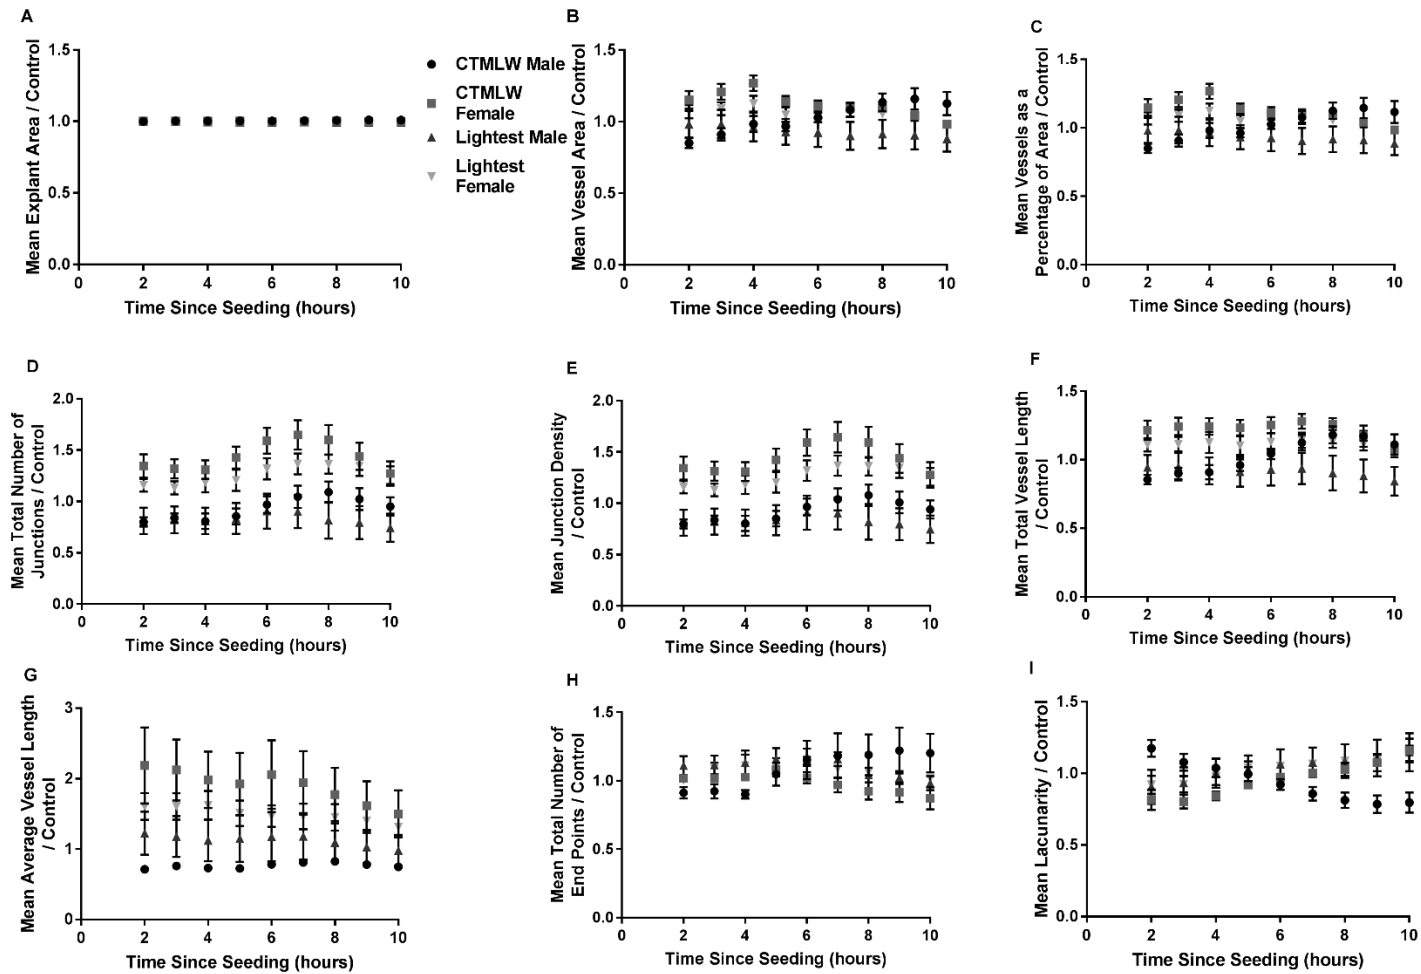 A
Mean Explant Area / Control
1.5
1.0
0.5
0.0
0 2 4 6 8 10
Time Since Seeding (hours)
CTMLW Male
CTMLW
Female
Lightest Male
Lightest
Female
B
Mean Vessel Area / Control
1.5
1.0
0.5
0.0
0 2 4 6 8 10
Time Since Seeding (hours)
C
Mean Vessels as a
Percentage of Area / Control
1.5
1.0
0.5
0.0
0 2 4 6 8 10
Time Since Seeding (hours)
D
Mean Total Number of
Junctions / Control
2.0
1.5
1.0
0.5
0.0
0 2 4 6 8 10
Time Since Seeding (hours)
E
Mean Junction Density
/ Control
2.0
1.5
1.0
0.5
0.0
0 2 4 6 8 10
Time Since Seeding (hours)
F
Mean Total Vessel Length
/ Control
1.5
1.0
0.5
0.0
0 2 4 6 8 10
Time Since Seeding (hours)
G
Mean Average Vessel Length
/ Control
3
2
1
0
0 2 4 6 8 10
Time Since Seeding (hours)
H
Mean Total Number of
End Points / Control
1.5
1.0
0.5
0.0
0 2 4 6 8 10
Time Since Seeding (hours)
I
Mean Lacunarity / Control
1.5
1.0
0.5
0.0
0 2 4 6 8 10
Time Since Seeding (hours)